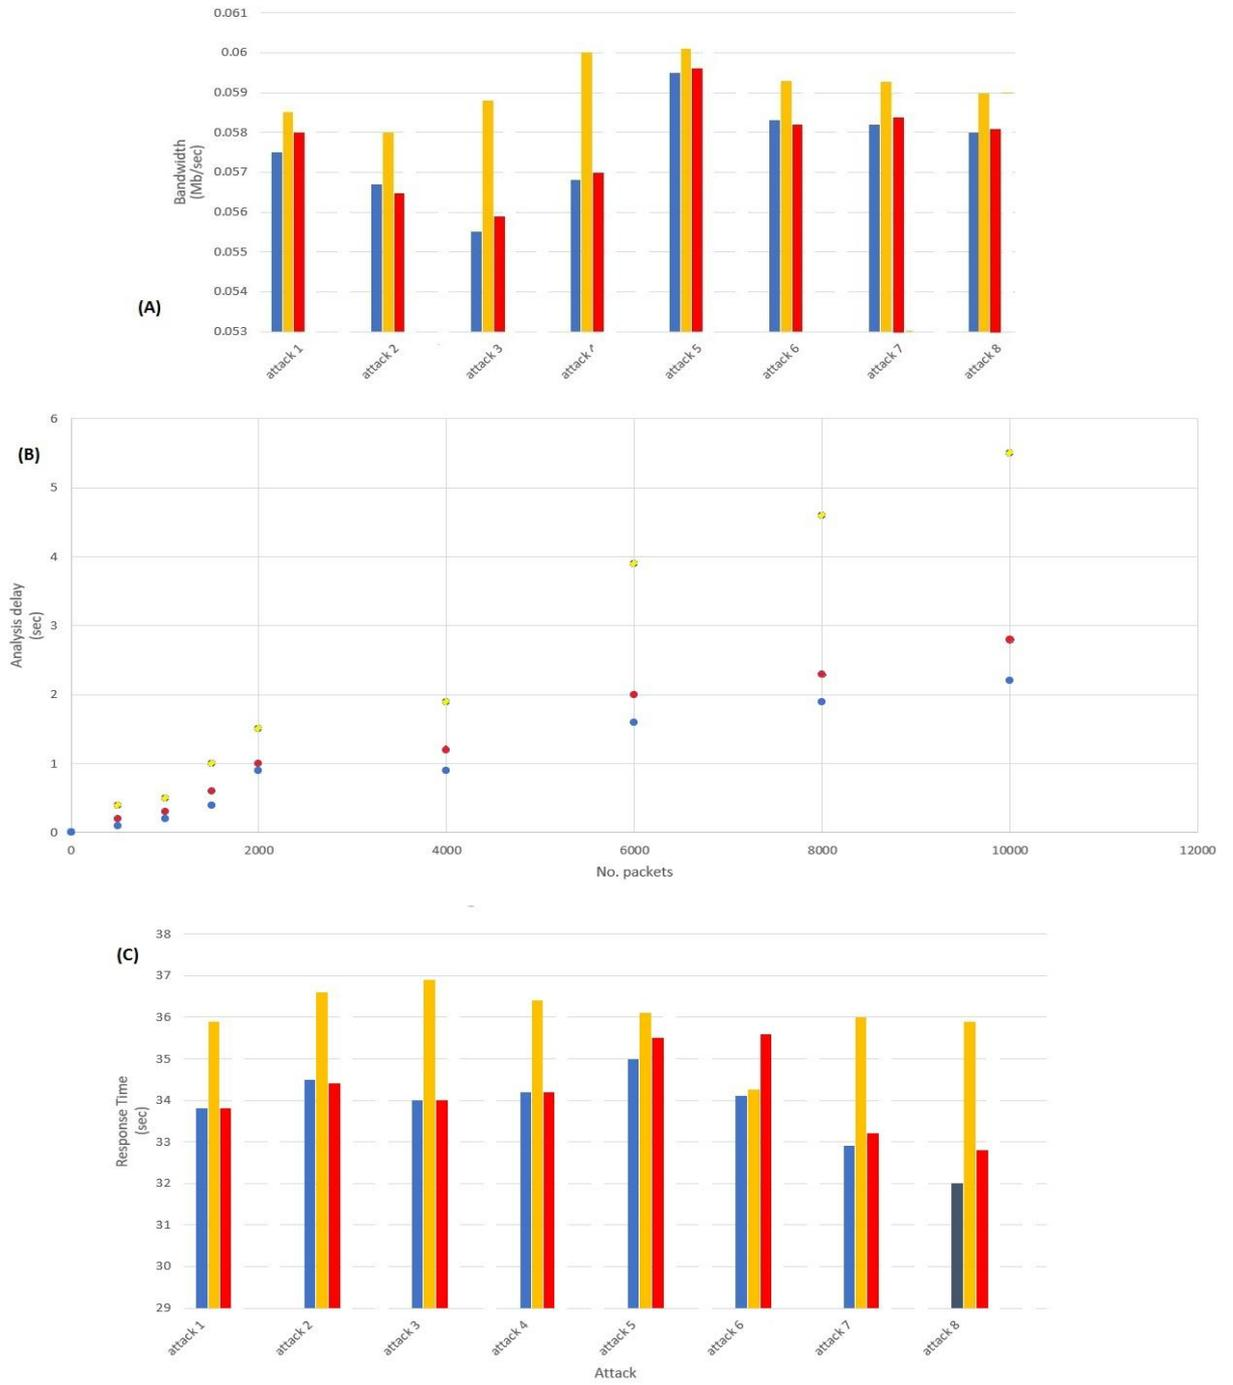 0.061
0.06
0.059
0.058
0.057
0.056
0.055
0.054
0.053
Bandwidth
(Mb/sec)
(A)
attack 1
attack 2
attack 3
attack
attack 5
attack 6
attack 7
attack 8
(B)
6
5
4
3
2
1
0
Analysis delay
(sec)
0 2000 4000 6000 8000 10000 12000
No. packets
(C)
38
37
36
35
34
33
32
31
30
29
Response Time
(sec)
attack 1
attack 2
attack 3
attack 4
attack 5
attack 6
attack 7
attack 8
Attack